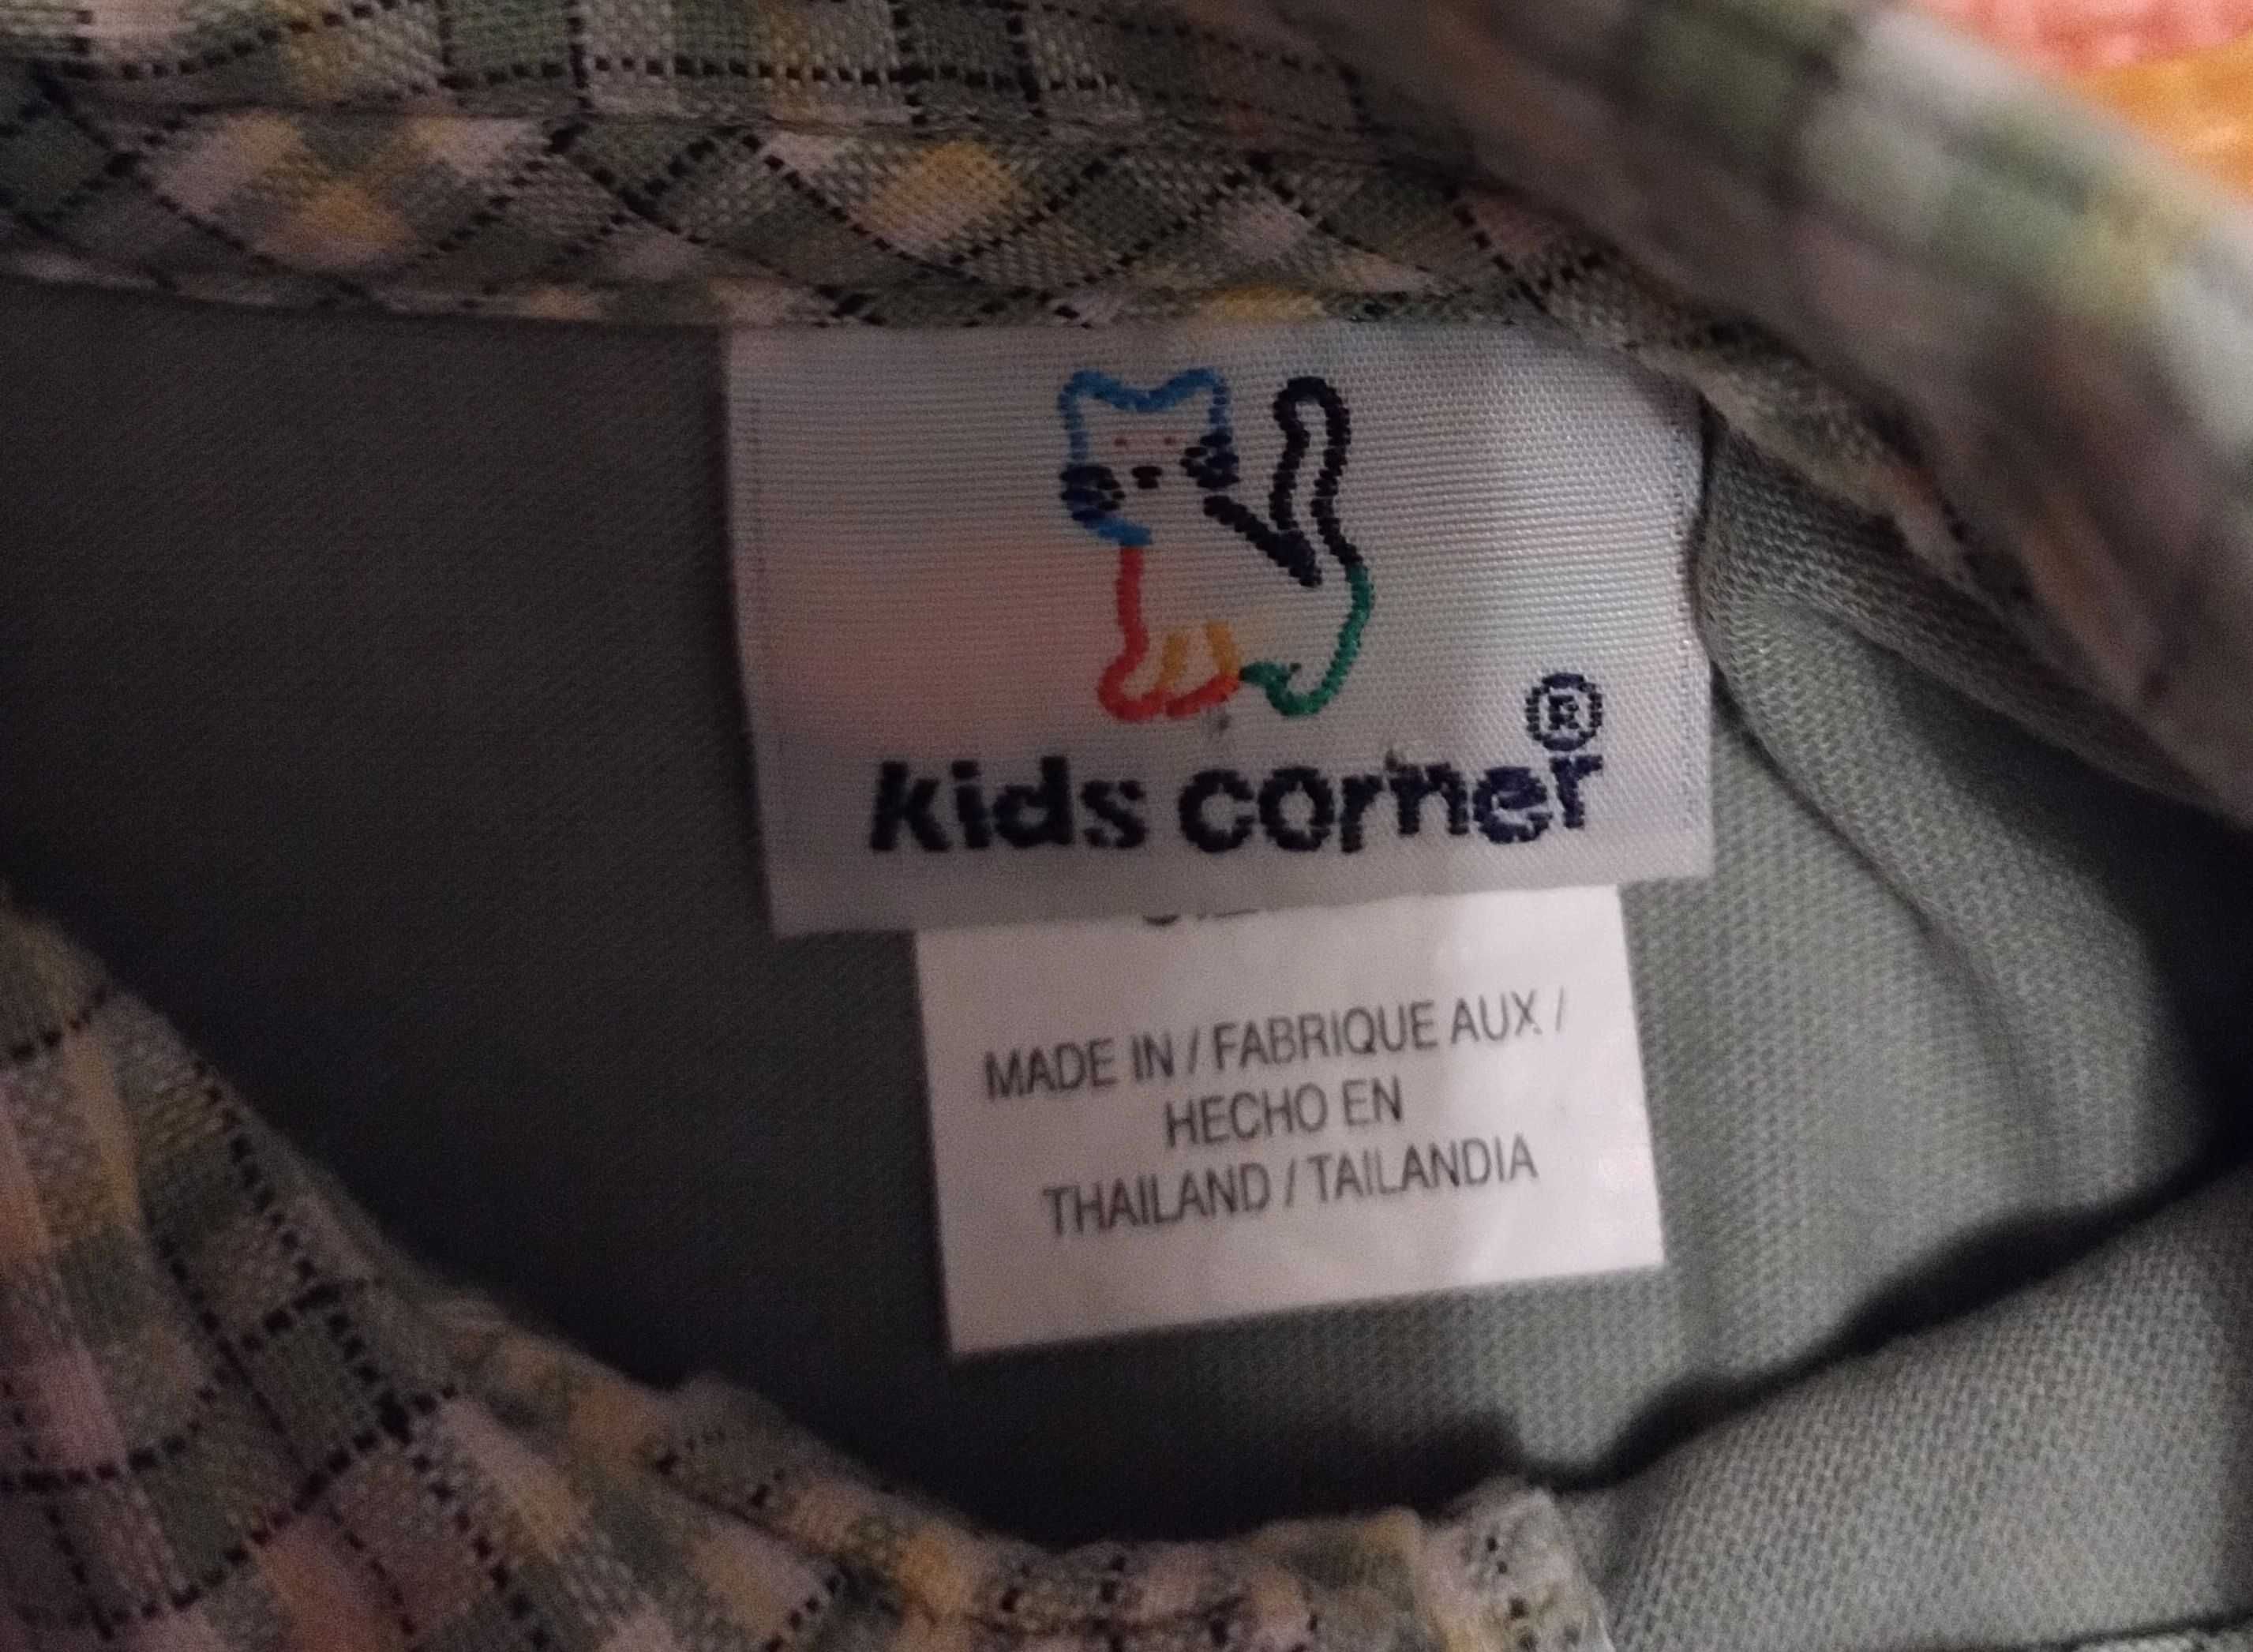 kids corner®
MADE IN / FABRIQUE AUX /
HECHO EN
THAILAND / TAILANDIA